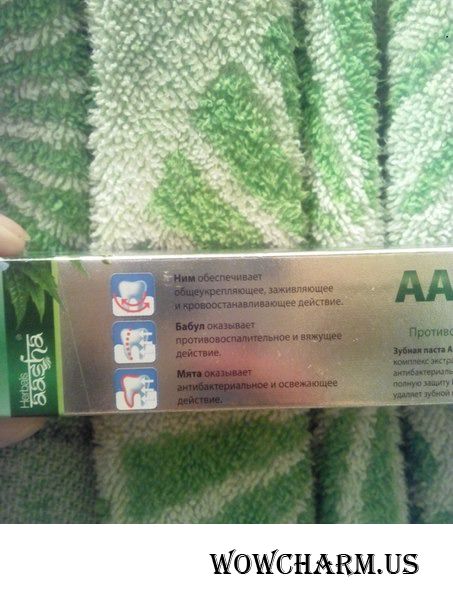 Herbals
aasha®
Ним обеспечивает
общеукрепляющее, заживляющее
и кровоостанавливающее действие.
Бабул оказывает
противовоспалительное и вяжущее
действие.
Мята оказывает
антибактериальное и освежающее
действие.
AA
Противо
Зубная паста A
комплекс экстра
антибактериаль
полную защиту
удаляет зубной
WOWCHARM.US